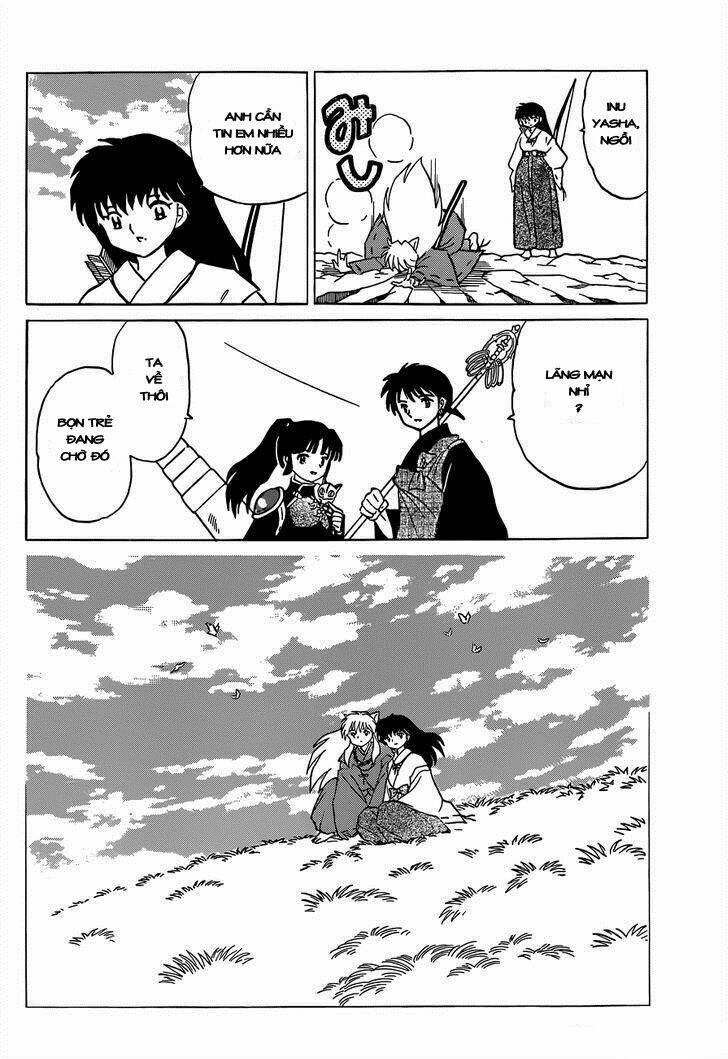 INU
YASHA,
NGỒI
みしっ
ANH CẦN
TIN EM NHIỀU
HƠN NỮA
LÃNG MẠN
NHỈ
?
TA
VỀ
THÔI
BỌN TRẺ
ĐANG
CHỜ ĐÓ